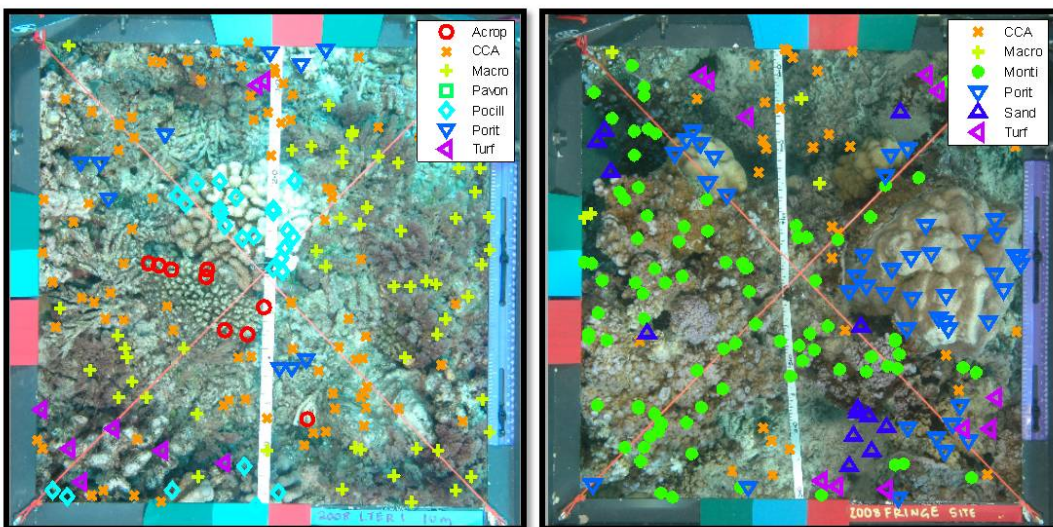 Acrop
CCA
Macro
Pavon
Pocill
Porit
Turf
2008 LTER 1
CCA
Macro
Monti
Porit
Sand
Turf
2008 FRINGE SITE